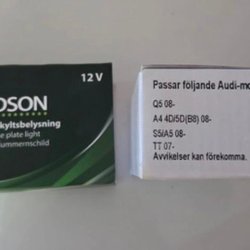 DSON
12 V
kyltsbelysning
e plate light
ummernschild
Passar följande Audi-mo
Q5 08-
A4 4D/5D(B8) 08-
S5/A5 08-
TT 07-
Avvikelser kan förekomma.